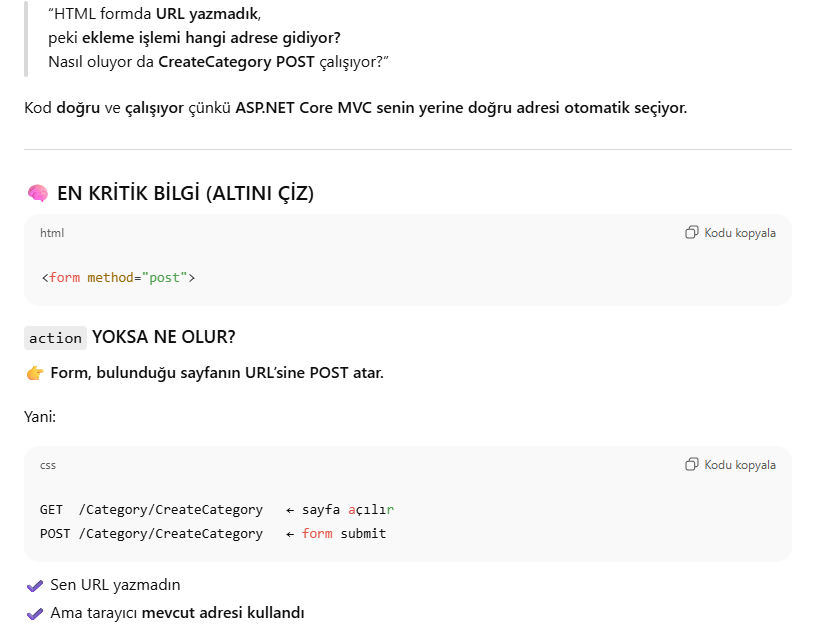 “HTML formda URL yazmadık,
peki ekleme işlemi hangi adrese gidiyor?
Nasıl oluyor da CreateCategory POST çalışıyor?”
Kod doğru ve çalışıyor çünkü ASP.NET Core MVC senin yerine doğru adresi otomatik seçiyor.
🧠 EN KRİTİK BİLGİ (ALTINI ÇİZ)
html
Kodu kopyala
<form method="post">
action YOKSA NE OLUR?
👉 Form, bulunduğu sayfanın URL’sine POST atar.
Yani:
css
Kodu kopyala
GET  /Category/CreateCategory   ← sayfa açılır
POST /Category/CreateCategory   ← form submit
✔ Sen URL yazmadın
✔ Ama tarayıcı mevcut adresi kullandı